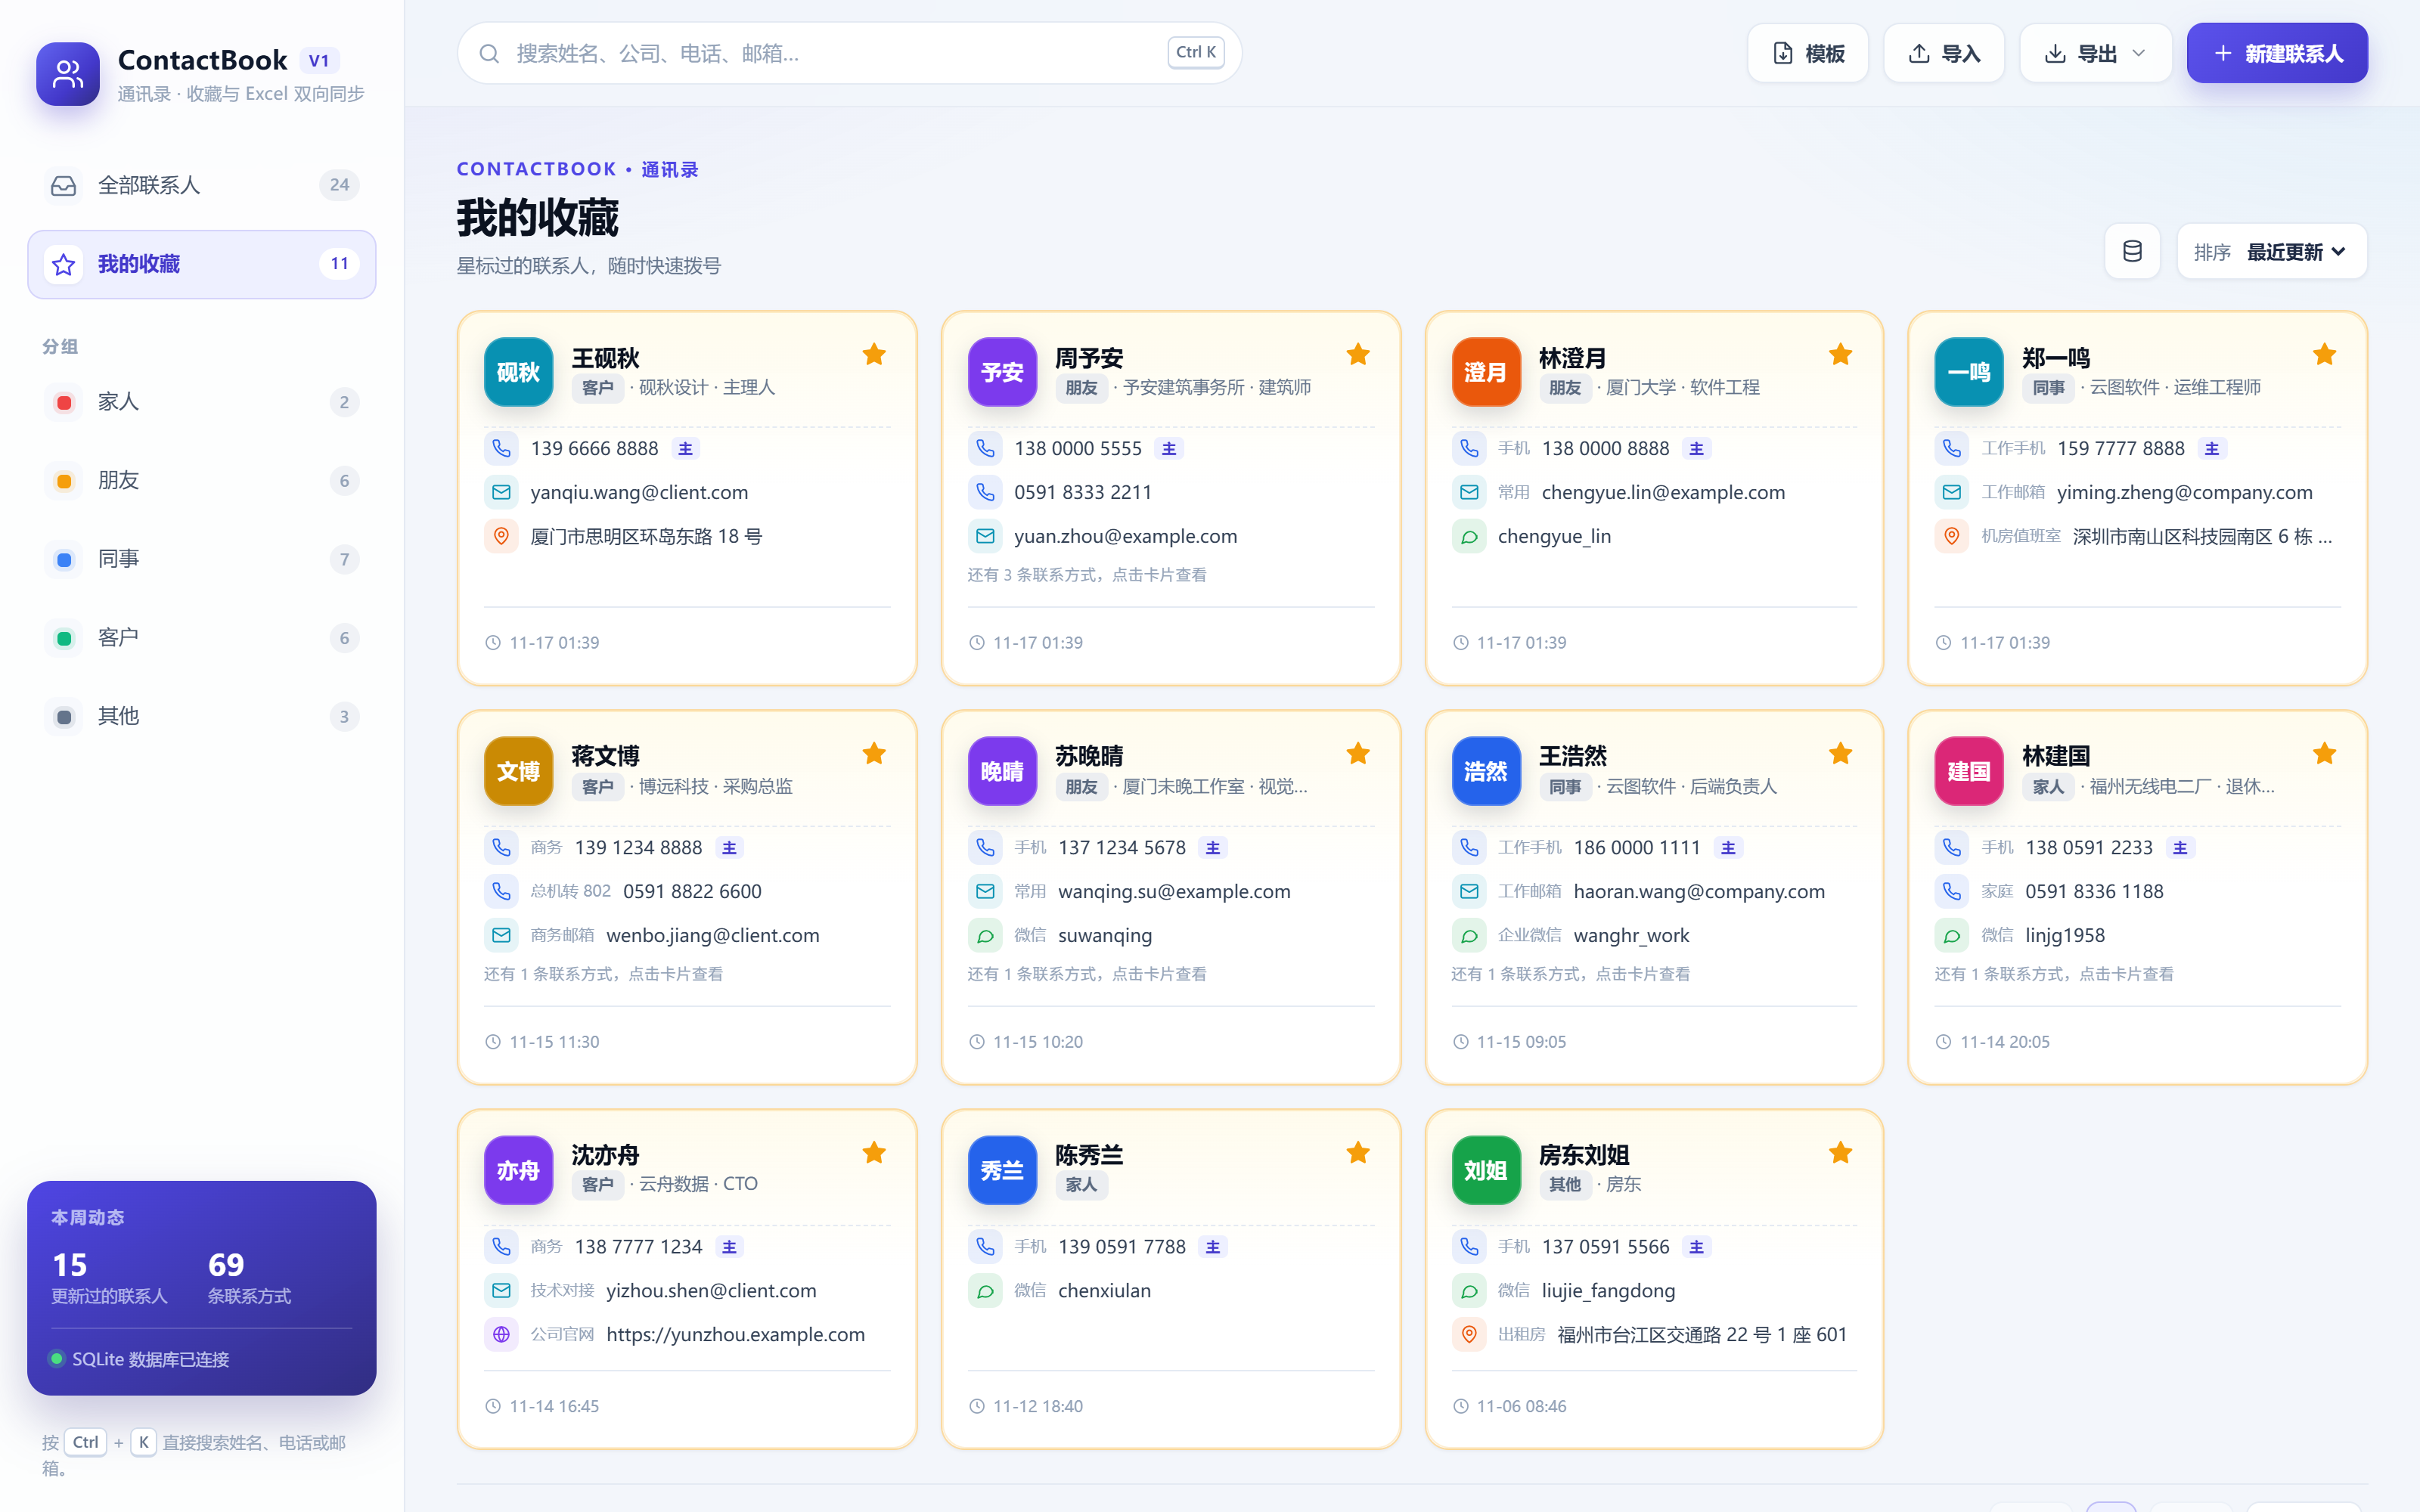 ContactBook V1
通讯录 · 收藏与 Excel 双向同步
全部联系人 24
我的收藏 11
分组
家人 2
朋友 6
同事 7
客户 6
其他 3
本周动态
15 69
更新过的联系人 条联系方式
SQLite 数据库已连接
按 Ctrl + K 直接搜索姓名、电话或邮
箱。
搜索姓名、公司、电话、邮箱... Ctrl K
模板 导入 导出 新建联系人
CONTACTBOOK • 通讯录
我的收藏
星标过的联系人，随时快速拨号
排序 最近更新
砚秋 王砚秋
客户 · 砚秋设计 · 主理人
139 6666 8888 主
yanqiu.wang@client.com
厦门市思明区环岛东路 18 号
11-17 01:39
予安 周予安
朋友 · 予安建筑事务所 · 建筑师
138 0000 5555 主
0591 8333 2211
yuan.zhou@example.com
还有 3 条联系方式，点击卡片查看
11-17 01:39
澄月 林澄月
朋友 · 厦门大学 · 软件工程
手机 138 0000 8888 主
常用 chengyue.lin@example.com
chengyue_lin
11-17 01:39
一鸣 郑一鸣
同事 · 云图软件 · 运维工程师
工作手机 159 7777 8888 主
工作邮箱 yiming.zheng@company.com
机房值班室 深圳市南山区科技园南区 6 栋 ...
11-17 01:39
文博 蒋文博
客户 · 博远科技 · 采购总监
商务 139 1234 8888 主
总机转 802 0591 8822 6600
商务邮箱 wenbo.jiang@client.com
还有 1 条联系方式，点击卡片查看
11-15 11:30
晚晴 苏晚晴
朋友 · 厦门未晚工作室 · 视觉...
手机 137 1234 5678 主
常用 wanqing.su@example.com
微信 suwanqing
还有 1 条联系方式，点击卡片查看
11-15 10:20
浩然 王浩然
同事 · 云图软件 · 后端负责人
工作手机 186 0000 1111 主
工作邮箱 haoran.wang@company.com
企业微信 wanghr_work
还有 1 条联系方式，点击卡片查看
11-15 09:05
建国 林建国
家人 · 福州无线电二厂 · 退休...
手机 138 0591 2233 主
家庭 0591 8336 1188
微信 linjg1958
还有 1 条联系方式，点击卡片查看
11-14 20:05
亦舟 沈亦舟
客户 · 云舟数据 · CTO
商务 138 7777 1234 主
技术对接 yizhou.shen@client.com
公司官网 https://yunzhou.example.com
11-14 16:45
秀兰 陈秀兰
家人
手机 139 0591 7788 主
微信 chenxiulan
11-12 18:40
刘姐 房东刘姐
其他 · 房东
手机 137 0591 5566 主
微信 liujie_fangdong
出租房 福州市台江区交通路 22 号 1 座 601
11-06 08:46